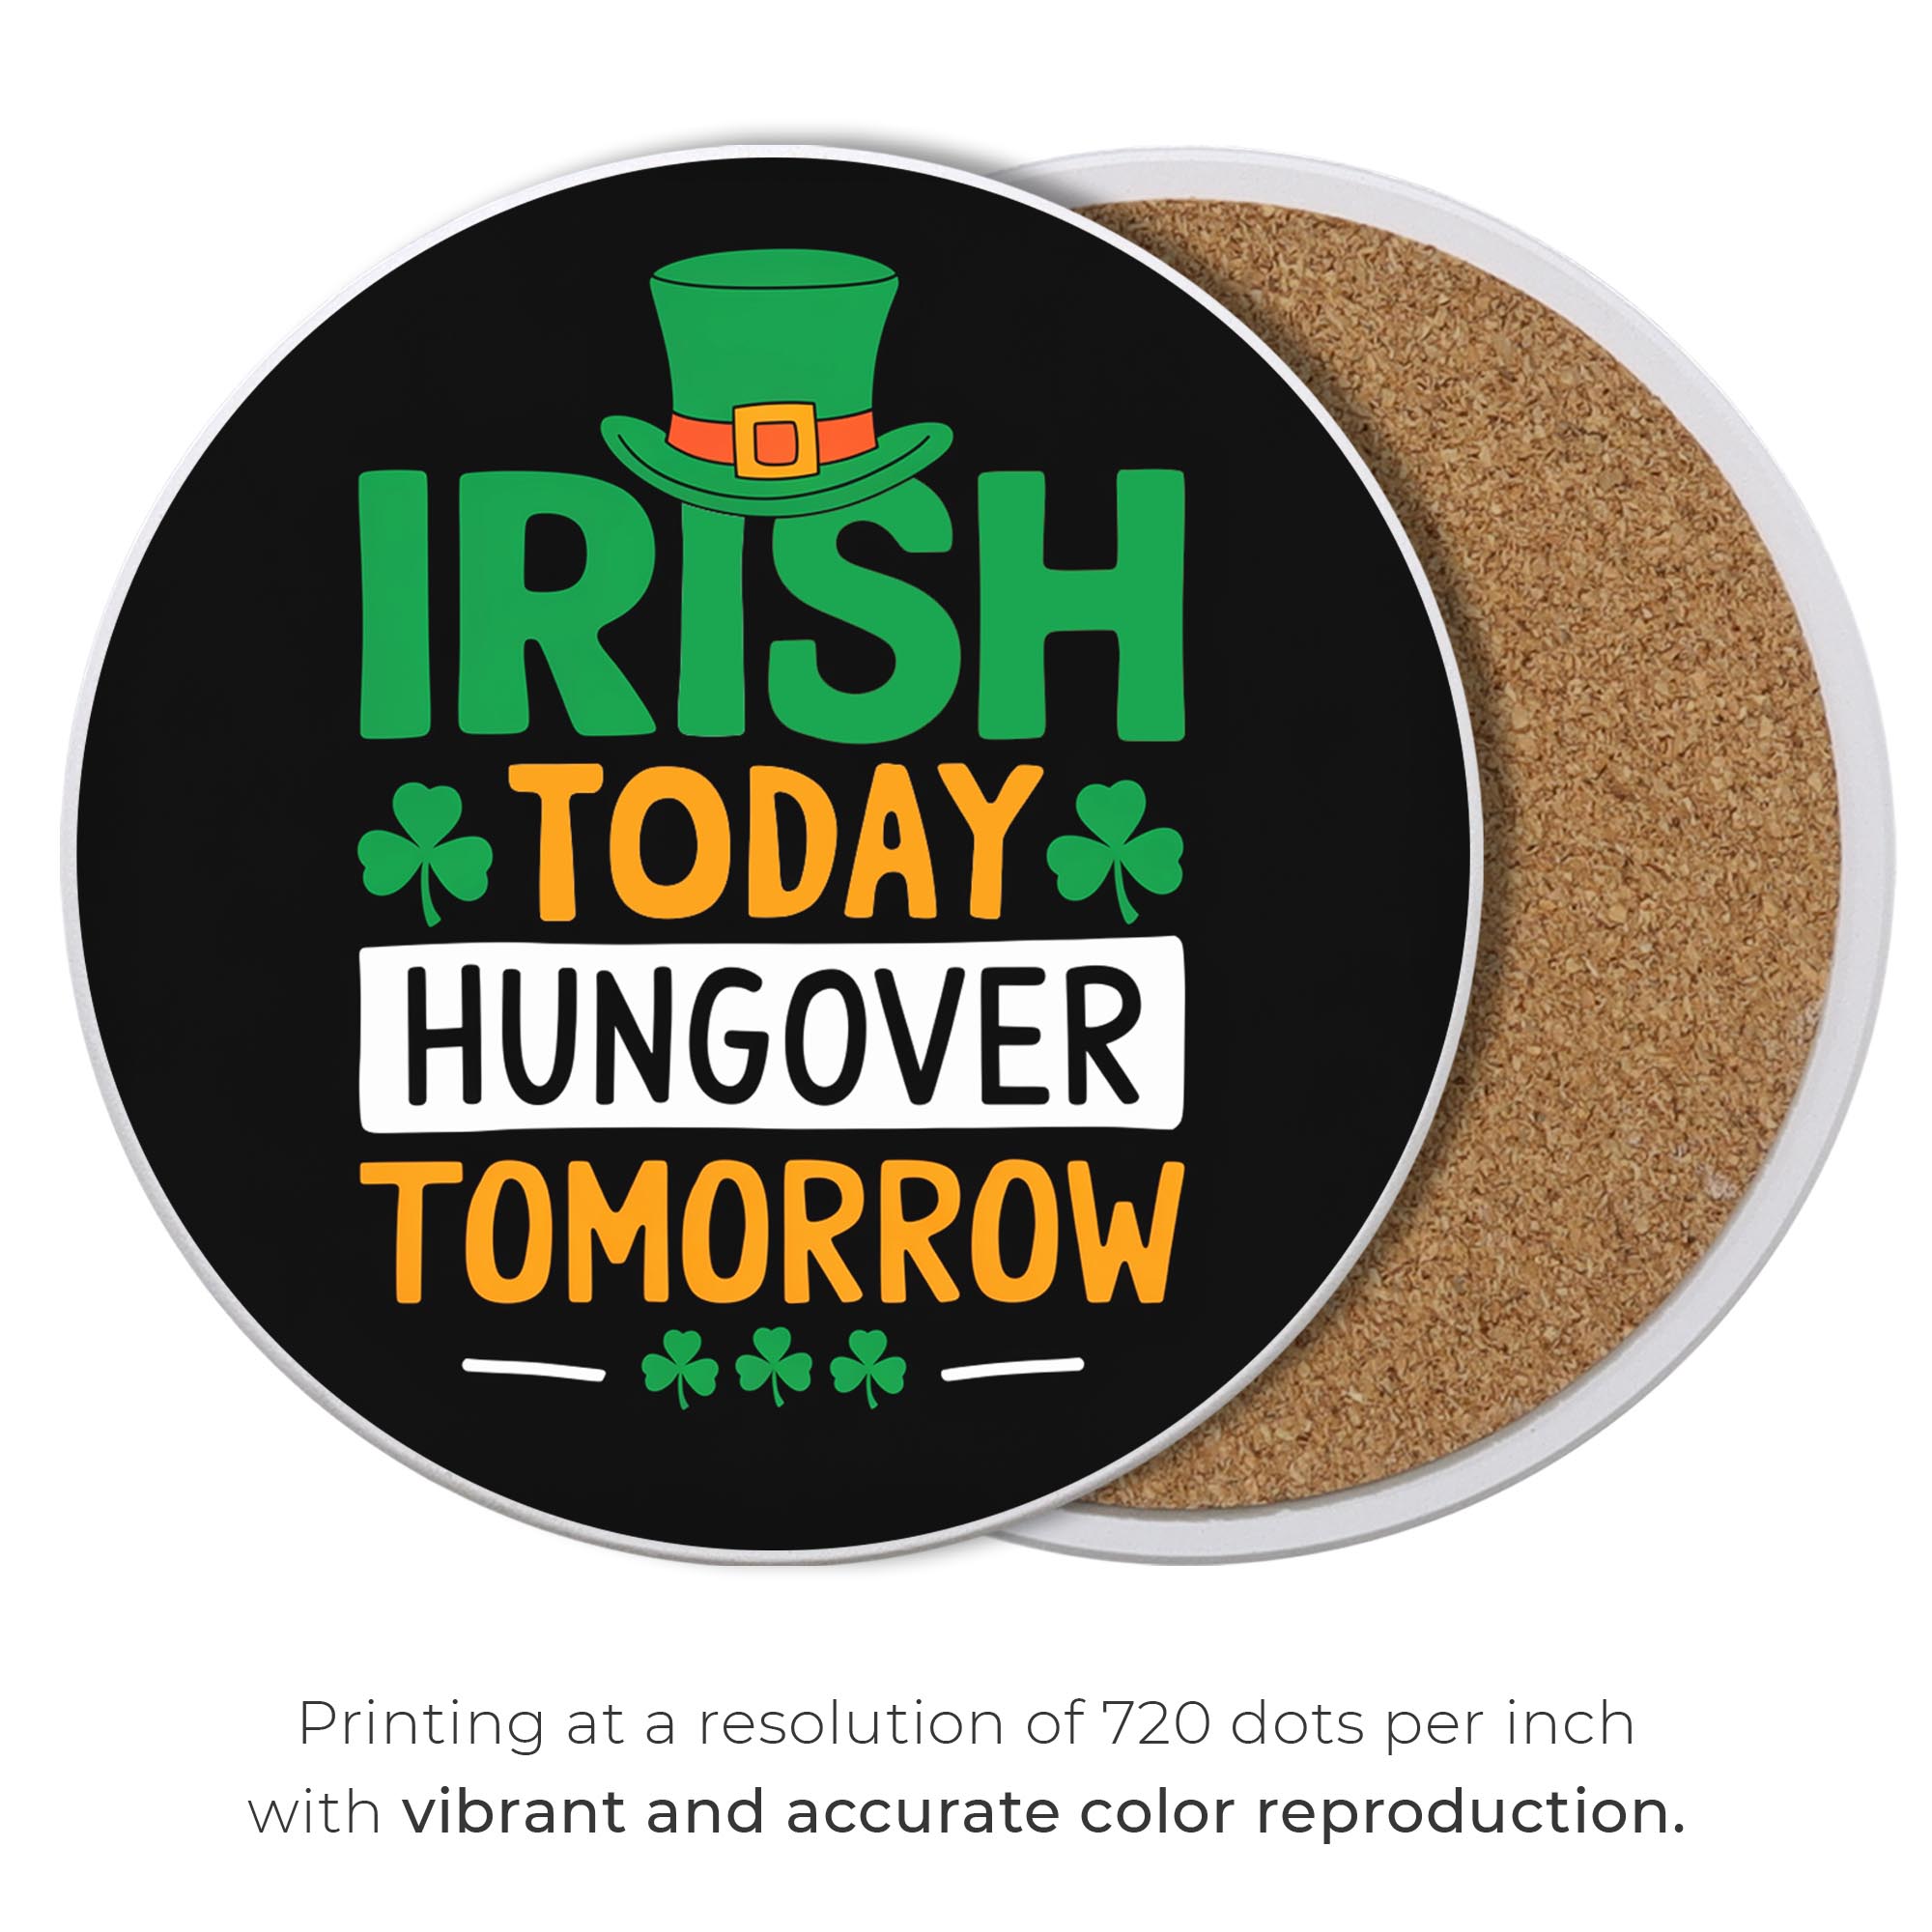 IRISH
TODAY
HUNGOVER
TOMORROW
Printing at a resolution of 720 dots per inch
with vibrant and accurate color reproduction.